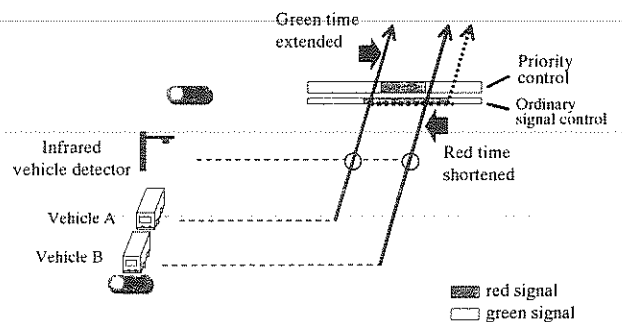 Green time
extended
Priority
control
Ordinary
signal control
Infrared
vehicle detector
Red time
shortened
Vehicle A
Vehicle B
red signal
green signal